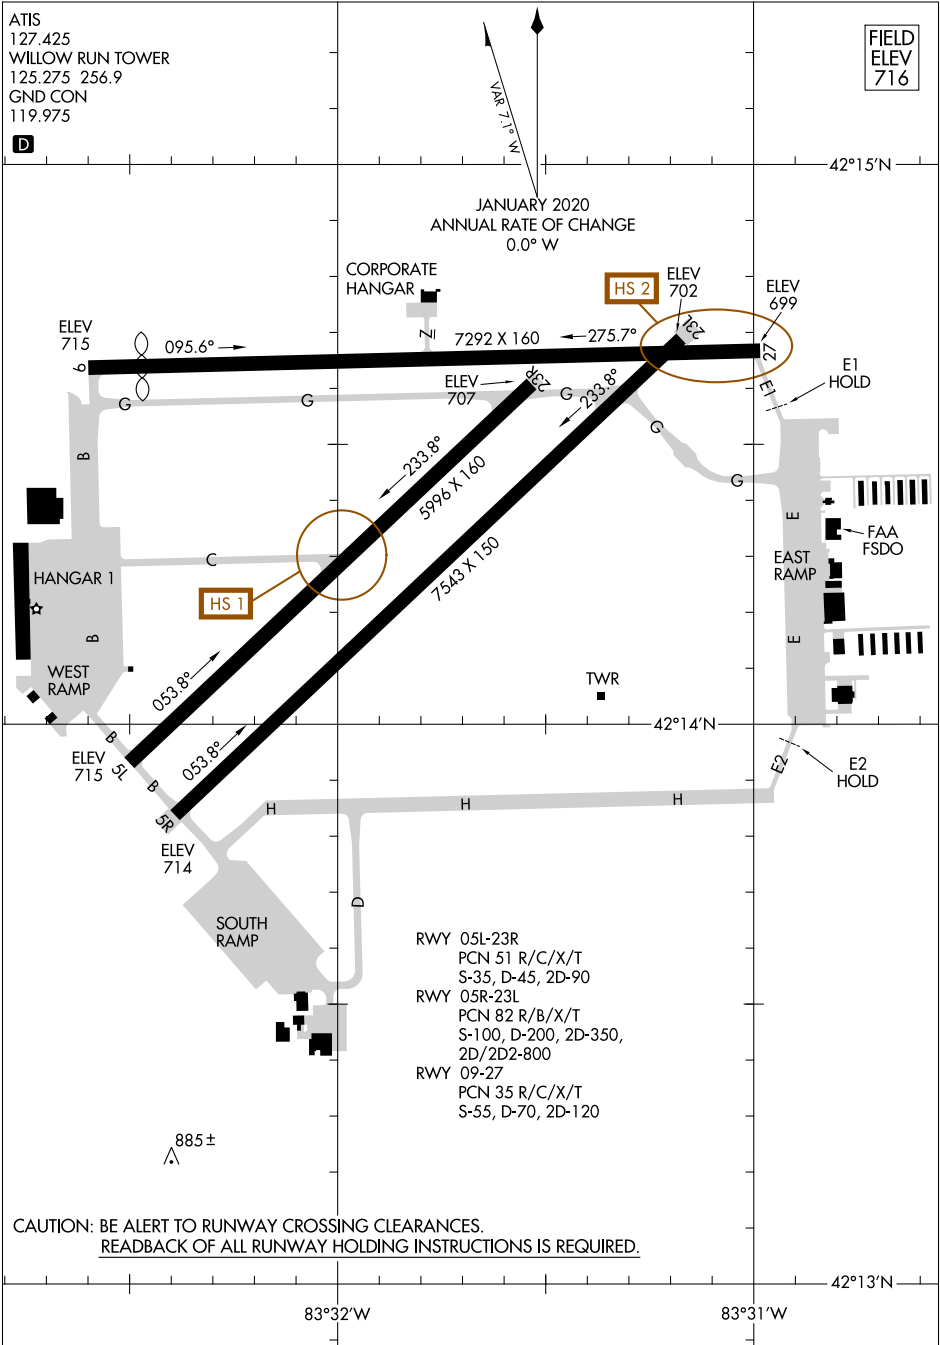 ATIS
127.425
WILLOW RUN TOWER
125.275 256.9
GND CON
119.975
D
FIELD
ELEV
716
VAR 7.1° W
42°15'N
JANUARY 2020
ANNUAL RATE OF CHANGE
0.0° W
CORPORATE
HANGAR
HS 2
ELEV
702
ELEV
699
ELEV
715
Z
7292 X 160
275.7°
095.6°
9
27
23L
23R
ELEV
707
E1
E1
HOLD
G
G
G
G
G
233.8°
233.8°
B
5996 X 160
7543 X 150
C
HS 1
HANGAR 1
B
WEST
RAMP
E
EAST
RAMP
E
FAA
FSDO
053.8°
053.8°
TWR
42°14'N
B
B
5L
5R
ELEV
715
ELEV
714
E2
E2
HOLD
H
H
H
D
SOUTH
RAMP
RWY 05L-23R
PCN 51 R/C/X/T
S-35, D-45, 2D-90
RWY 05R-23L
PCN 82 R/B/X/T
S-100, D-200, 2D-350,
2D/2D2-800
RWY 09-27
PCN 35 R/C/X/T
S-55, D-70, 2D-120
885±
CAUTION: BE ALERT TO RUNWAY CROSSING CLEARANCES.
READBACK OF ALL RUNWAY HOLDING INSTRUCTIONS IS REQUIRED.
42°13'N
83°32'W
83°31'W